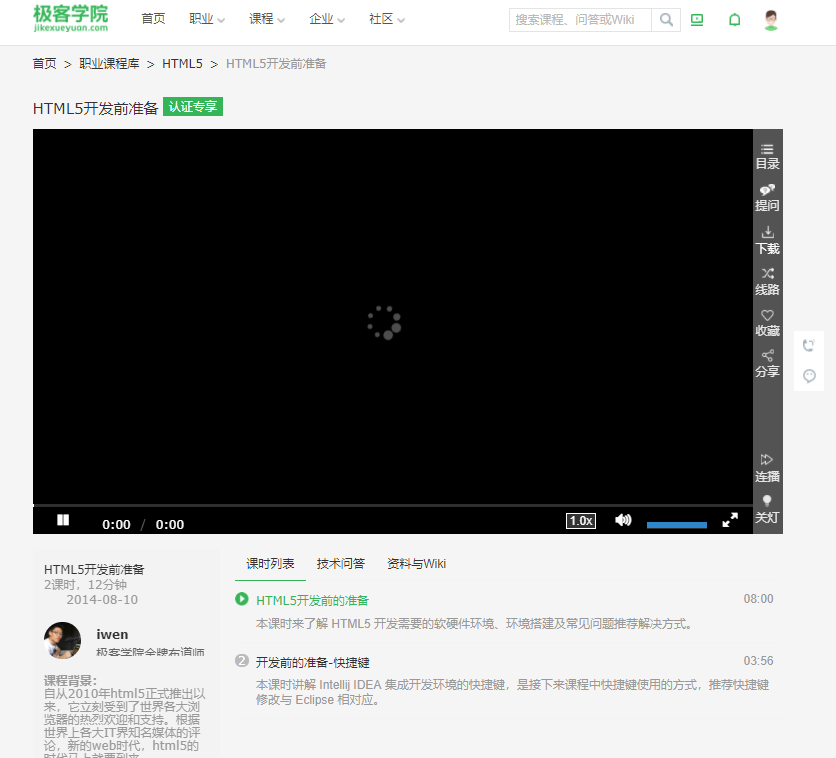 极客学院
jikexueyuan.com
首页 职业 课程 企业 社区
搜索课程、问答或Wiki
首页 > 职业课程库 > HTML5 > HTML5开发前准备
HTML5开发前准备 认证专享
目录
提问
下载
线路
收藏
分享
连播
关灯
0:00 / 0:00
1.0x
HTML5开发前准备
2课时，12分钟
2014-08-10
iwen
极客学院金牌布道师
课程背景：
自从2010年html5正式推出以
来，它立刻受到了世界各大浏
览器的热烈欢迎和支持。根据
世界上各大IT界知名媒体的评
论，新的web时代，html5的
时代马上就要到来
课时列表 技术问答 资料与Wiki
HTML5开发前的准备 08:00
本课时来了解 HTML5 开发需要的软硬件环境、环境搭建及常见问题推荐解决方式。
2 开发前的准备-快捷键 03:56
本课时讲解 Intellij IDEA 集成开发环境的快捷键，是接下来课程中快捷键使用的方式，推荐快捷键
修改与 Eclipse 相对应。